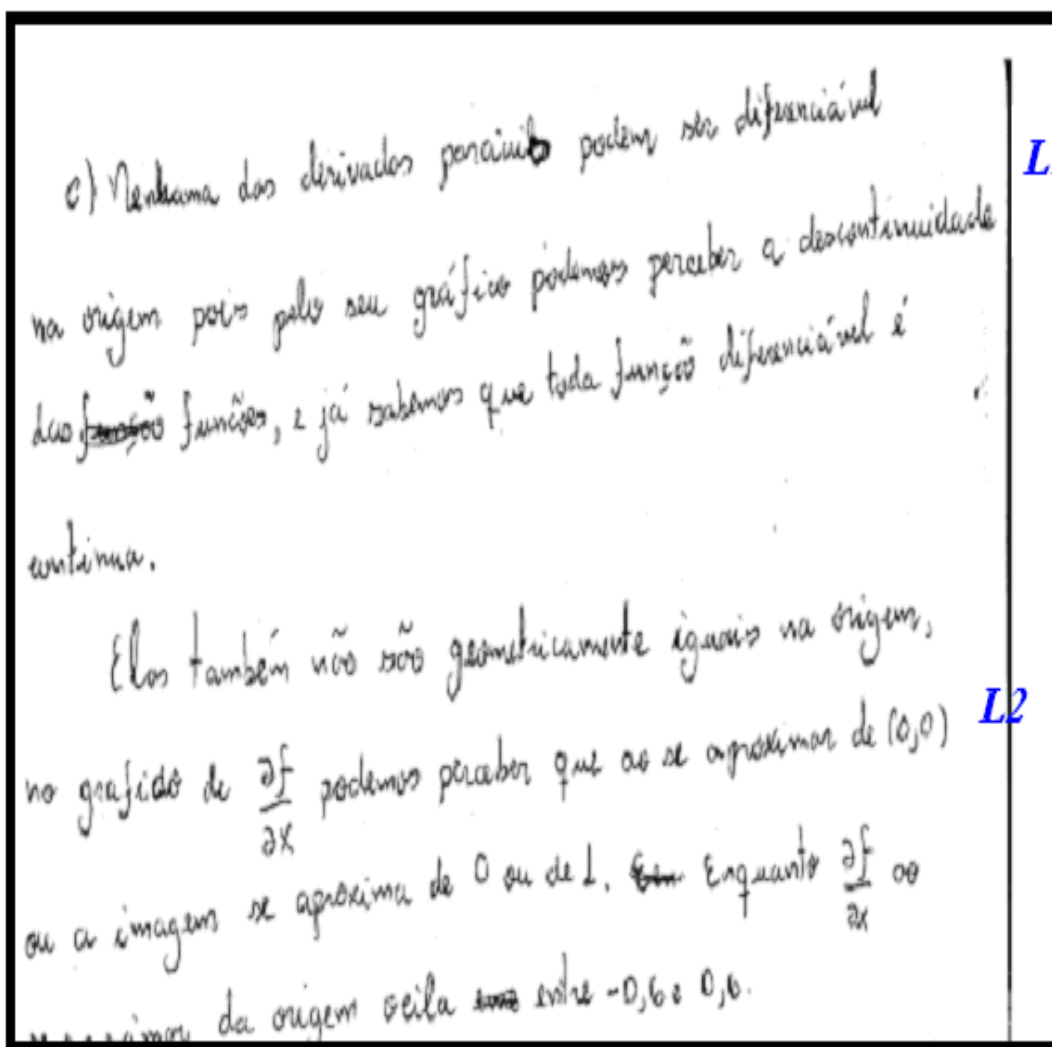 c) Nenhuma das derivadas parciais podem ser diferenciável L
na origem pois pelo seu gráfico podemos perceber a descontinuidade
das função funções, e já sabemos que toda função diferenciável é
contínua.
Elas também não são geometricamente iguais na origem, L2
no grafido de ∂f/∂x podemos perceber que ao se aproximar de (0,0)
ou a imagem se aproxima de 0 ou de 1. Enquanto ∂f/∂x ao
da origem ocila entre -0,6 e 0,6.